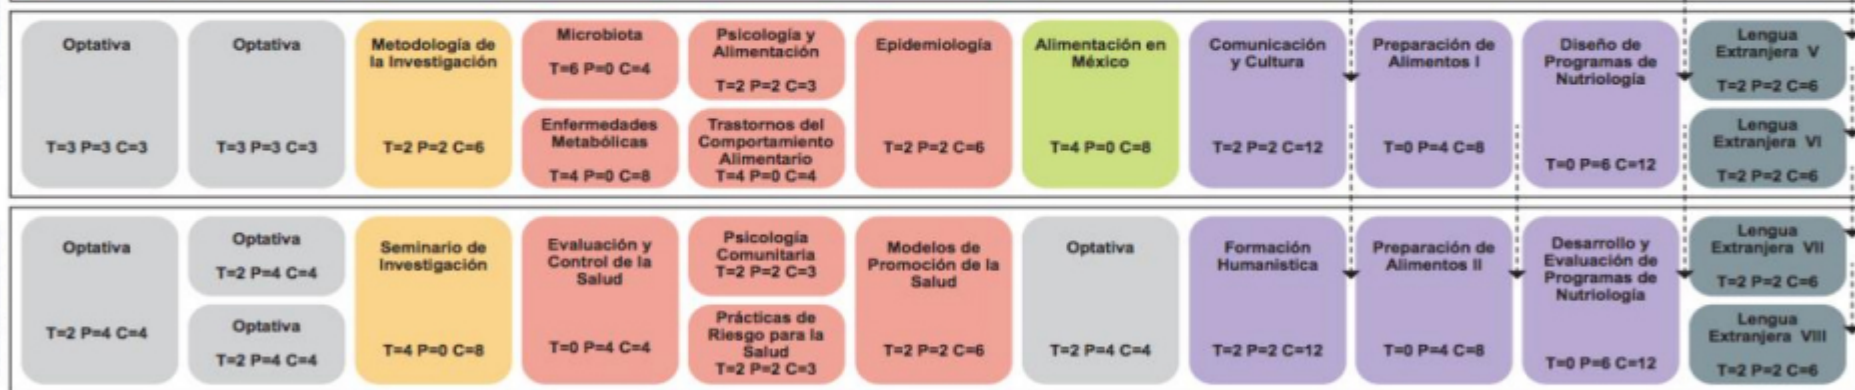 Optativa
T=3 P=3 C=3
Optativa
T=3 P=3 C=3
Metodología de
la Investigación
T=2 P=2 C=6
Microbiota
T=6 P=0 C=4
Enfermedades
Metabólicas
T=4 P=0 C=8
Psicología y
Alimentación
T=2 P=2 C=3
Trastornos del
Comportamiento
Alimentario
T=4 P=0 C=4
Epidemiología
T=2 P=2 C=6
Alimentación en
México
T=4 P=0 C=8
Comunicación
y Cultura
T=2 P=2 C=12
Preparación de
Alimentos I
T=0 P=4 C=8
Diseño de
Programas de
Nutriología
T=0 P=6 C=12
Lengua
Extranjera V
T=2 P=2 C=6
Lengua
Extranjera VI
T=2 P=2 C=6
Optativa
T=2 P=4 C=4
Optativa
T=2 P=4 C=4
Optativa
T=2 P=4 C=4
Seminario de
Investigación
T=4 P=0 C=8
Evaluación y
Control de la
Salud
T=0 P=4 C=4
Psicología
Comunitaria
T=2 P=2 C=3
Prácticas de
Riesgo para la
Salud
T=2 P=2 C=3
Modelos de
Promoción de la
Salud
T=2 P=2 C=6
Optativa
T=2 P=4 C=4
Formación
Humanística
T=2 P=2 C=12
Preparación de
Alimentos II
T=0 P=4 C=8
Desarrollo y
Evaluación de
Programas de
Nutriología
T=0 P=6 C=12
Lengua
Extranjera VII
T=2 P=2 C=6
Lengua
Extranjera VIII
T=2 P=2 C=6